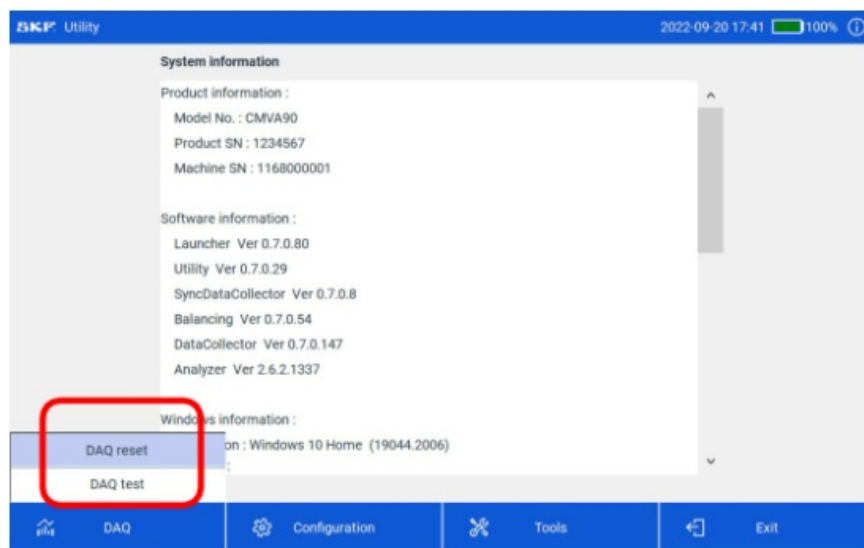 SKF. Utility
2022-09-20 17:41 100%
System information
Product information :
Model No. : CMVA90
Product SN : 1234567
Machine SN : 1168000001
Software information :
Launcher Ver 0.7.0.80
Utility Ver 0.7.0.29
SyncDataCollector Ver 0.7.0.8
Balancing Ver 0.7.0.54
DataCollector Ver 0.7.0.147
Analyzer Ver 2.6.2.1337
Windows information :
on : Windows 10 Home (19044.2006)
:
DAQ reset
DAQ test
DAQ
Configuration
Tools
Exit